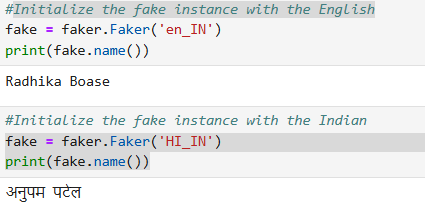 #Initialize the fake instance with the English
fake = faker.Faker('en_IN')
print(fake.name())
Radhika Boase
#Initialize the fake instance with the Indian
fake = faker.Faker('HI_IN')
print(fake.name())
अनुपम पटेल